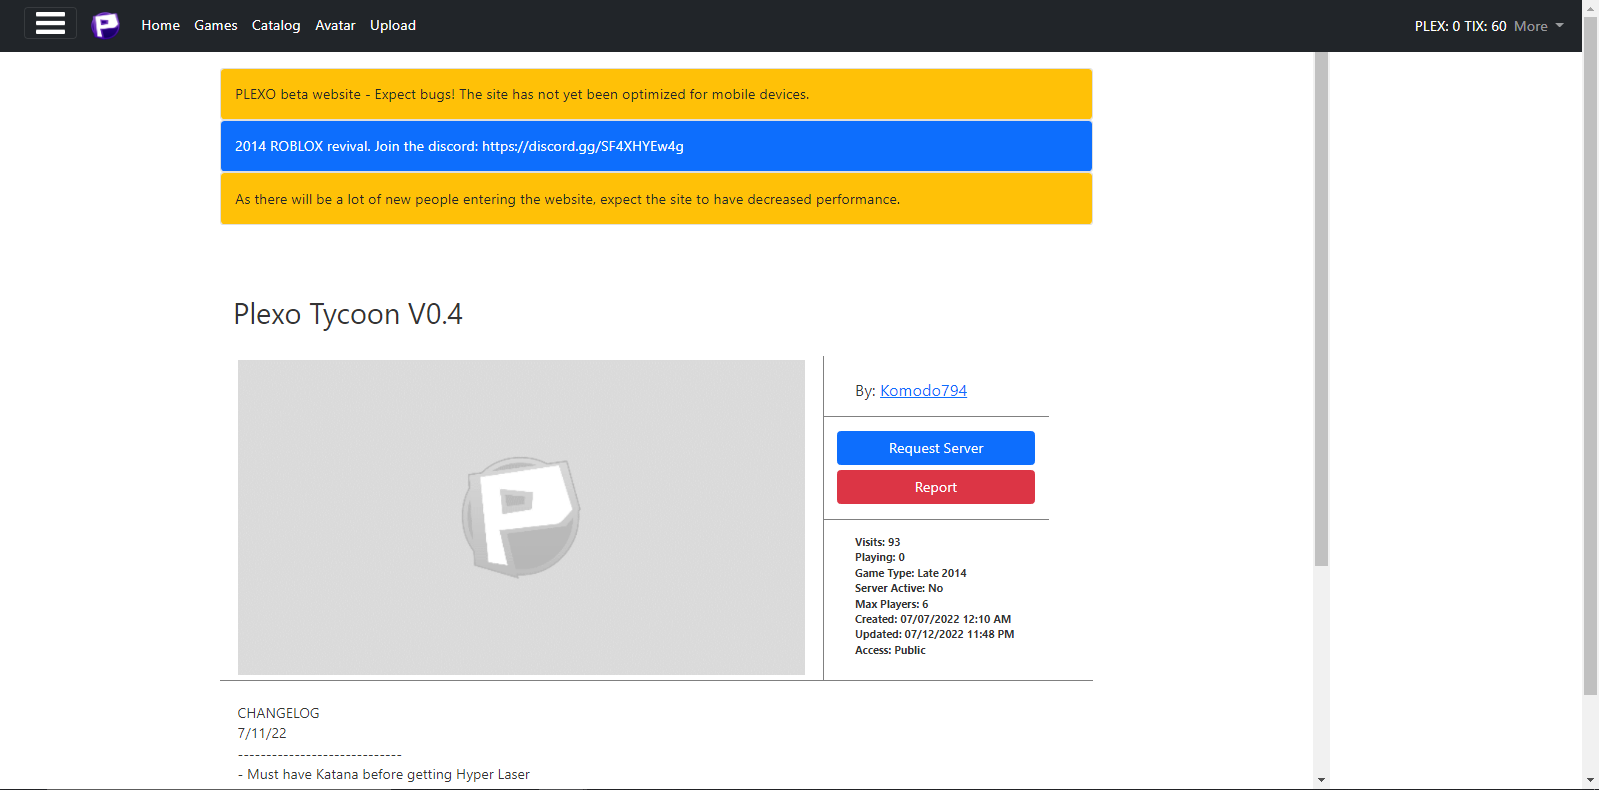 Home Games Catalog Avatar Upload PLEX: 0 TIX: 60 More
PLEXO beta website - Expect bugs! The site has not yet been optimized for mobile devices.
2014 ROBLOX revival. Join the discord: https://discord.gg/SF4XHYEw4g
As there will be a lot of new people entering the website, expect the site to have decreased performance.
Plexo Tycoon V0.4
By: Komodo794
Request Server
Report
Visits: 93
Playing: 0
Game Type: Late 2014
Server Active: No
Max Players: 6
Created: 07/07/2022 12:10 AM
Updated: 07/12/2022 11:48 PM
Access: Public
CHANGELOG
7/11/22
-----------------------------
- Must have Katana before getting Hyper Laser